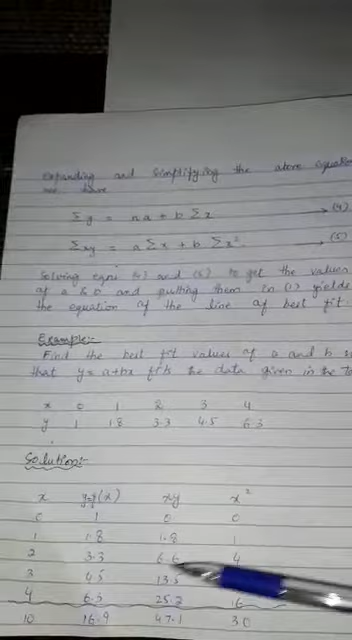 Expanding and simplifying the above equation
we have
Σy = na + b Σx → (4)
Σxy = a Σx + b Σx². → (5)
Solving eqns (4) and (5) to get the values
of a & b and putting them in (1) yields
the equation of the line of best fit.
Example:-
Find the best fit values of a and b s
that y = a+bx fits the data given in the Ta
x 0 1 2 3 4
y 1 1.8 3.3 4.5 6.3
Solution:-
x y=y(x) xy x²
0 1 0 0
1 1.8 1.8 1
2 3.3 6.6 4
3 4.5 13.5
4 6.3 25.2 16
10 16.9 47.1 30